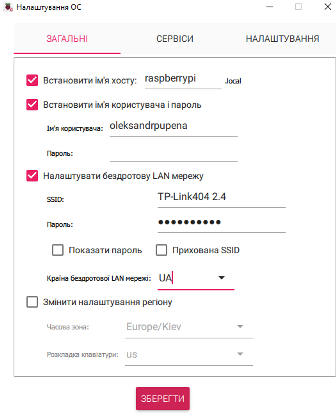 Налаштування ОС
ЗАГАЛЬНІ СЕРВІСИ НАЛАШТУВАННЯ
Встановити ім'я хосту: raspberrypi .local
Встановити ім'я користувача і пароль
Ім'я користувача: oleksandrpupena
Пароль:
Налаштувати бездротову LAN мережу
SSID: TP-Link404 2.4
Пароль: ••••••••••
Показати пароль Прихована SSID
Країна бездротової LAN мережі: UA
Змінити налаштування регіону
Часова зона: Europe/Kiev
Розкладка клавіатури: us
ЗБЕРЕГТИ